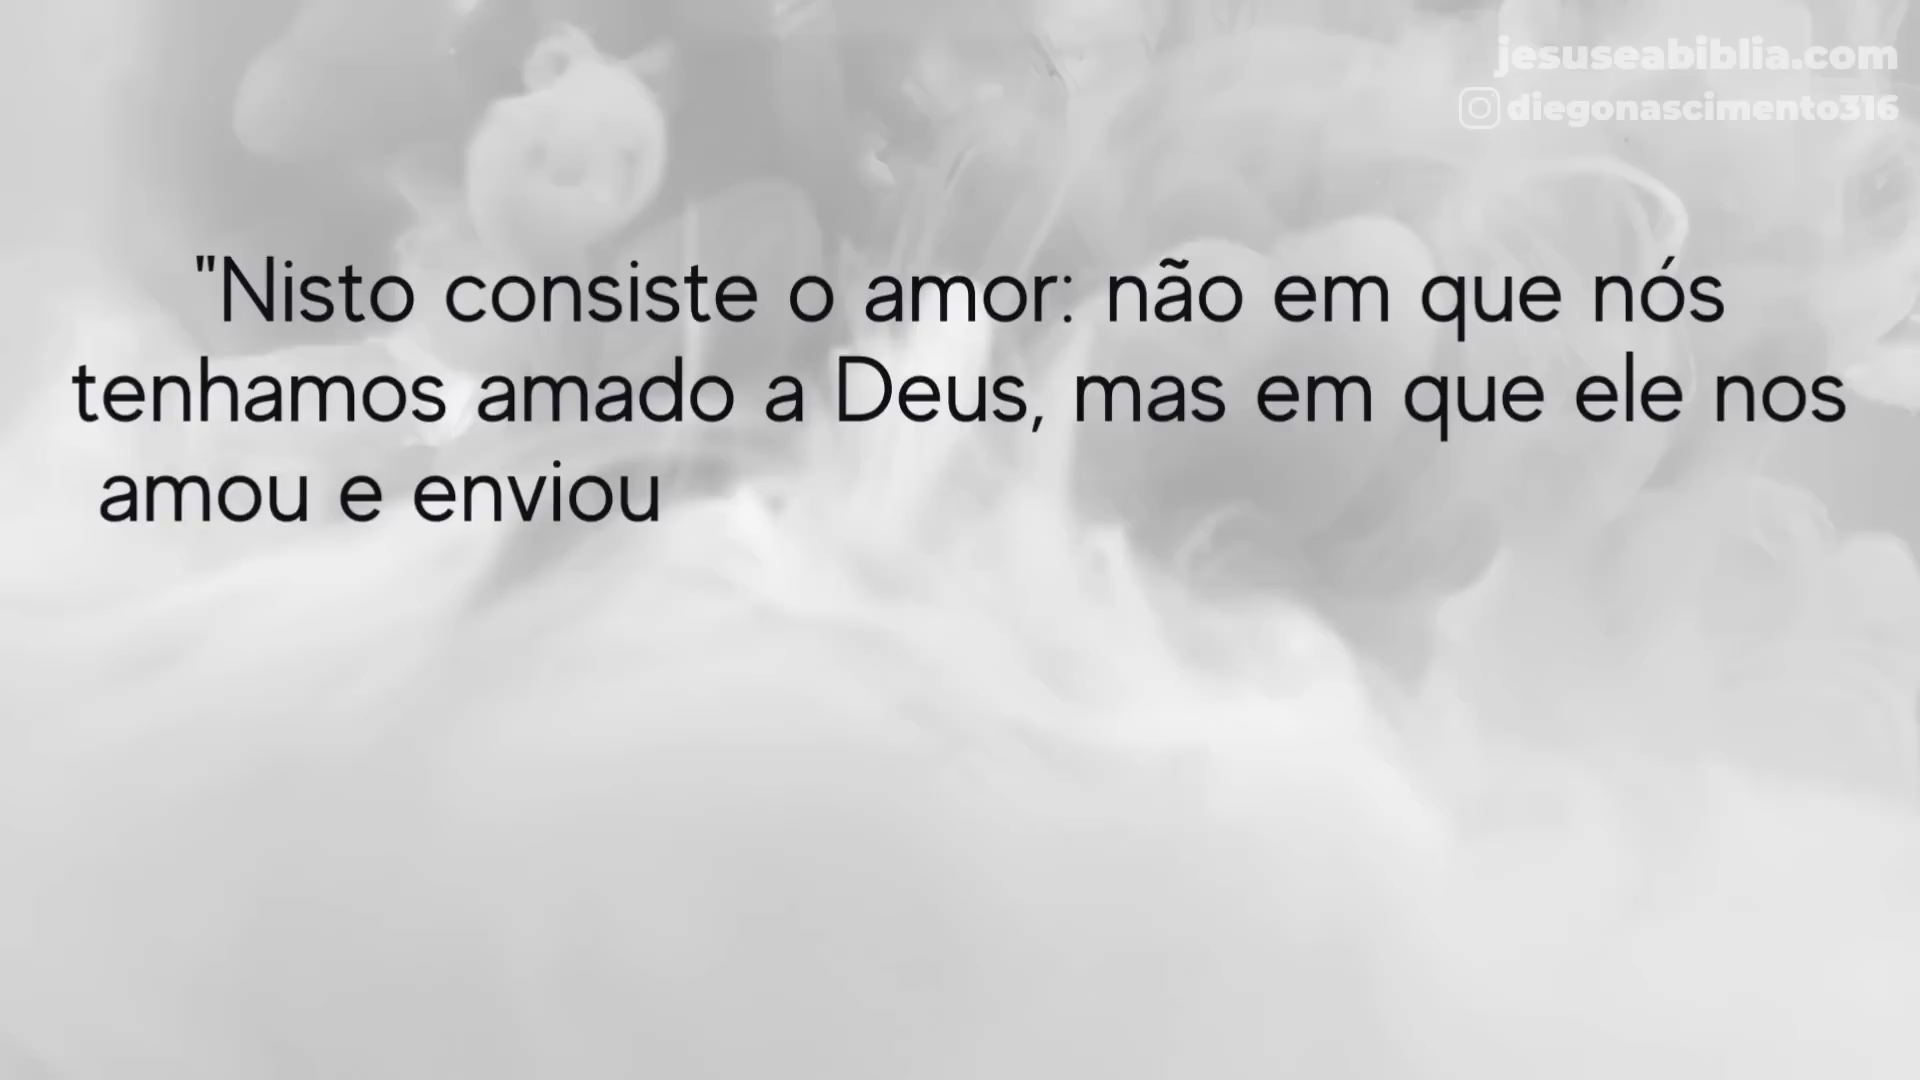 jesuseabiblia.com
diegonascimento316
"Nisto consiste o amor: não em que nós
tenhamos amado a Deus, mas em que ele nos
amou e enviou